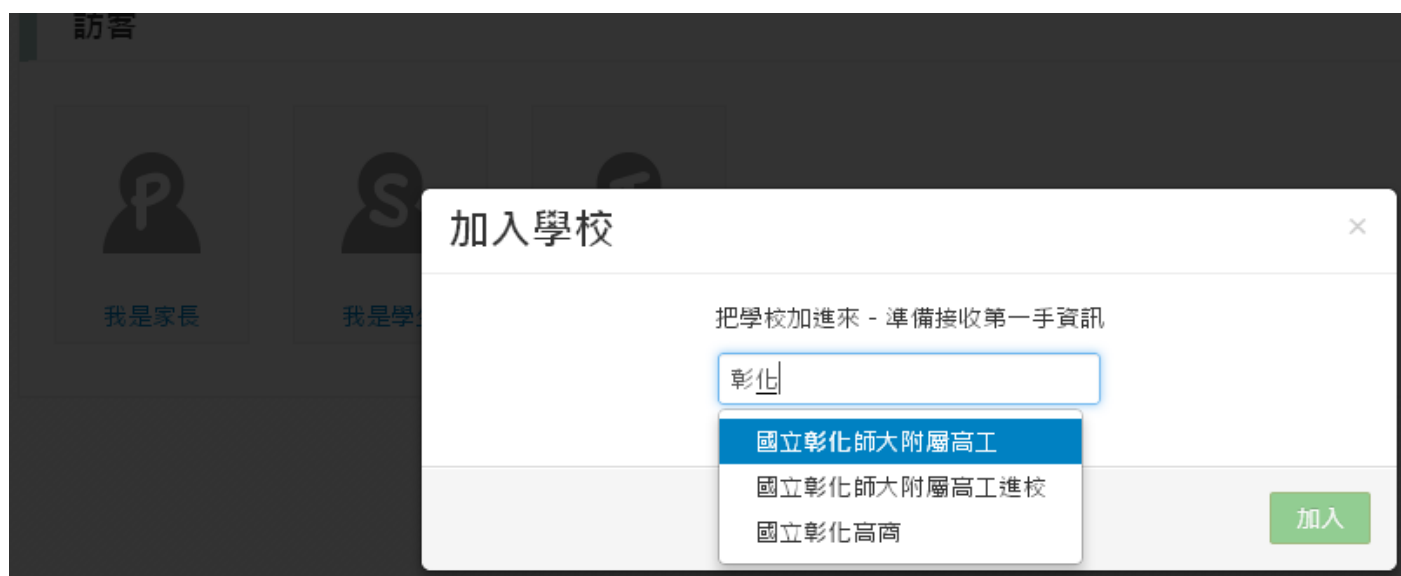 訪客
P
S
我是家長
我是學
加入學校
×
把學校加進來 - 準備接收第一手資訊
彰化
國立彰化師大附屬高工
國立彰化師大附屬高工進校
國立彰化高商
加入